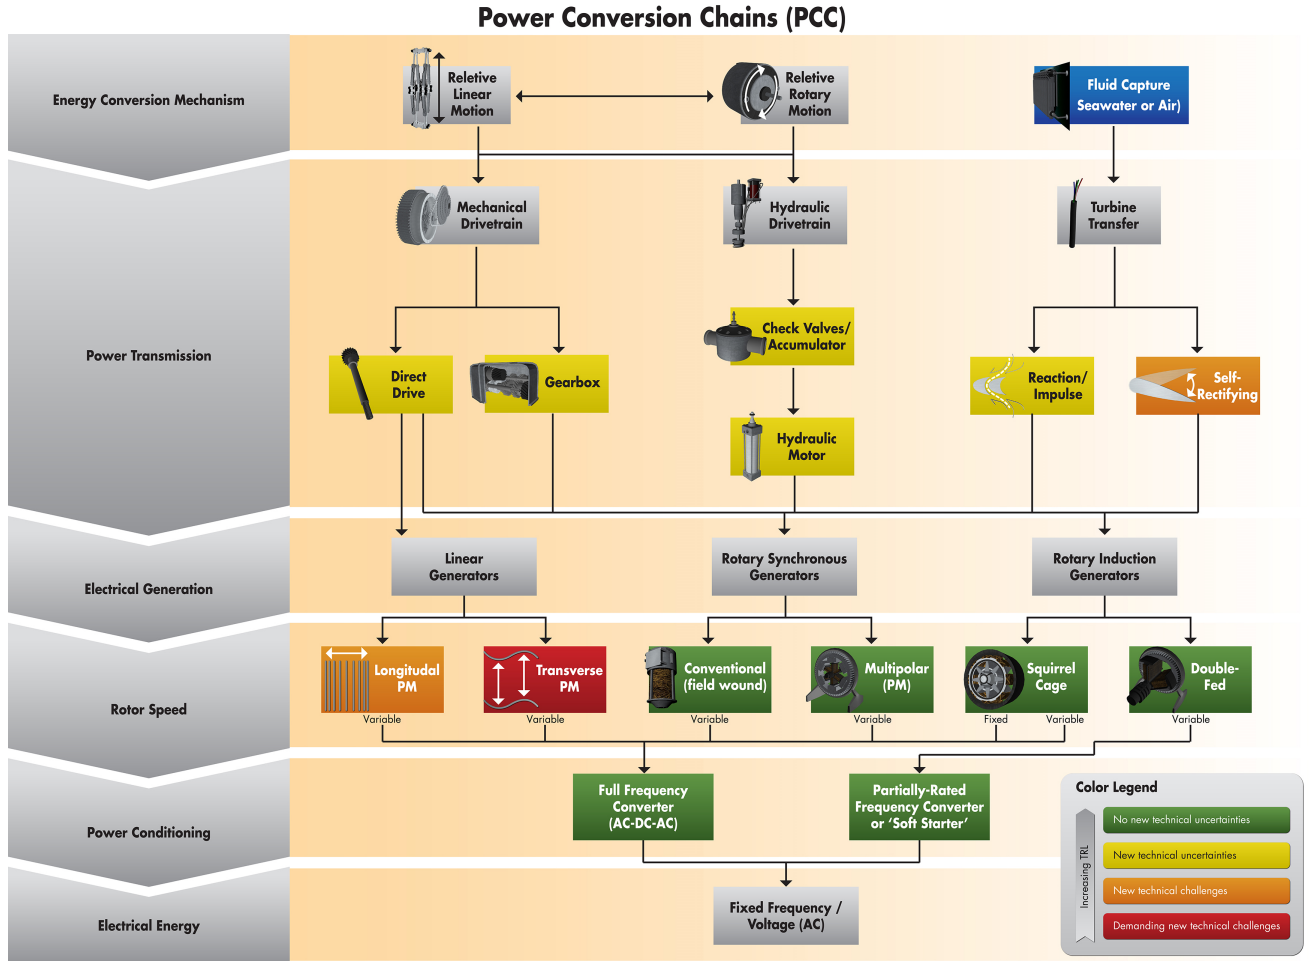 Power Conversion Chains (PCC)
Energy Conversion Mechanism
Reletive
Linear
Motion
Reletive
Rotary
Motion
Fluid Capture
Seawater or Air)
Power Transmission
Mechanical
Drivetrain
Hydraulic
Drivetrain
Turbine
Transfer
Check Valves/
Accumulator
Direct
Drive
Gearbox
Reaction/
Impulse
Self-
Rectifying
Hydraulic
Motor
Electrical Generation
Linear
Generators
Rotary Synchronous
Generators
Rotary Induction
Generators
Rotor Speed
Longitudal
PM
Variable
Transverse
PM
Variable
Conventional
(field wound)
Variable
Multipolar
(PM)
Variable
Squirrel
Cage
Fixed
Variable
Double-
Fed
Variable
Power Conditioning
Full Frequency
Converter
(AC-DC-AC)
Partially-Rated
Frequency Converter
or ‘Soft Starter’
Electrical Energy
Fixed Frequency /
Voltage (AC)
Color Legend
Increasing TRL
No new technical uncertainties
New technical uncertainties
New technical challenges
Demanding new technical challenges